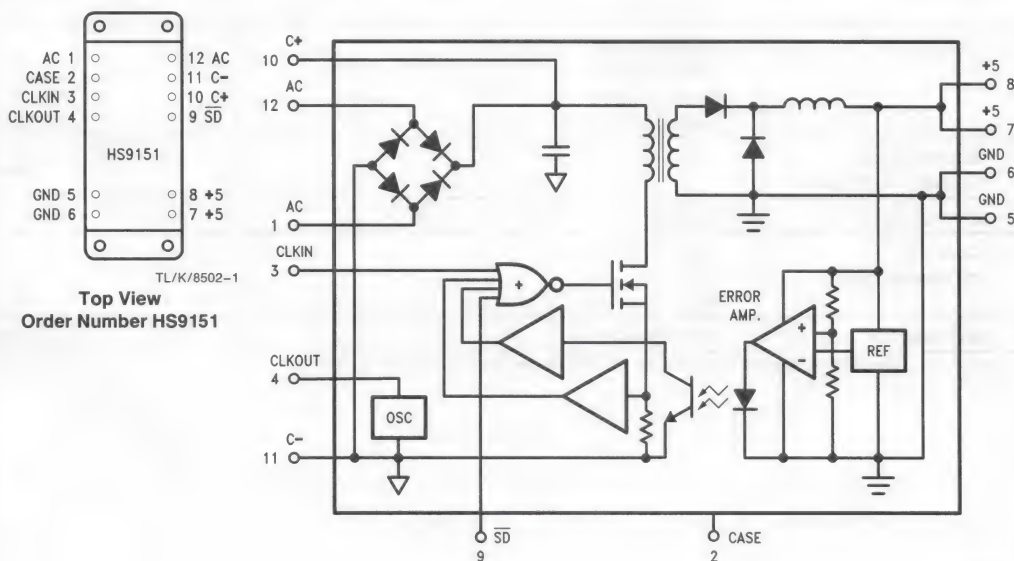 AC 1
CASE 2
CLKIN 3
CLKOUT 4
12 AC
11 C-
10 C+
9 S̅D̅
HS9151
GND 5
GND 6
8 +5
7 +5
TL/K/8502-1
Top View
Order Number HS9151
C+
10
AC
12
AC
1
CLKIN
3
CLKOUT
4
C-
11
+
OSC
ERROR
AMP.
+
-
REF
+5
8
+5
7
GND
6
GND
5
S̅D̅
9
CASE
2